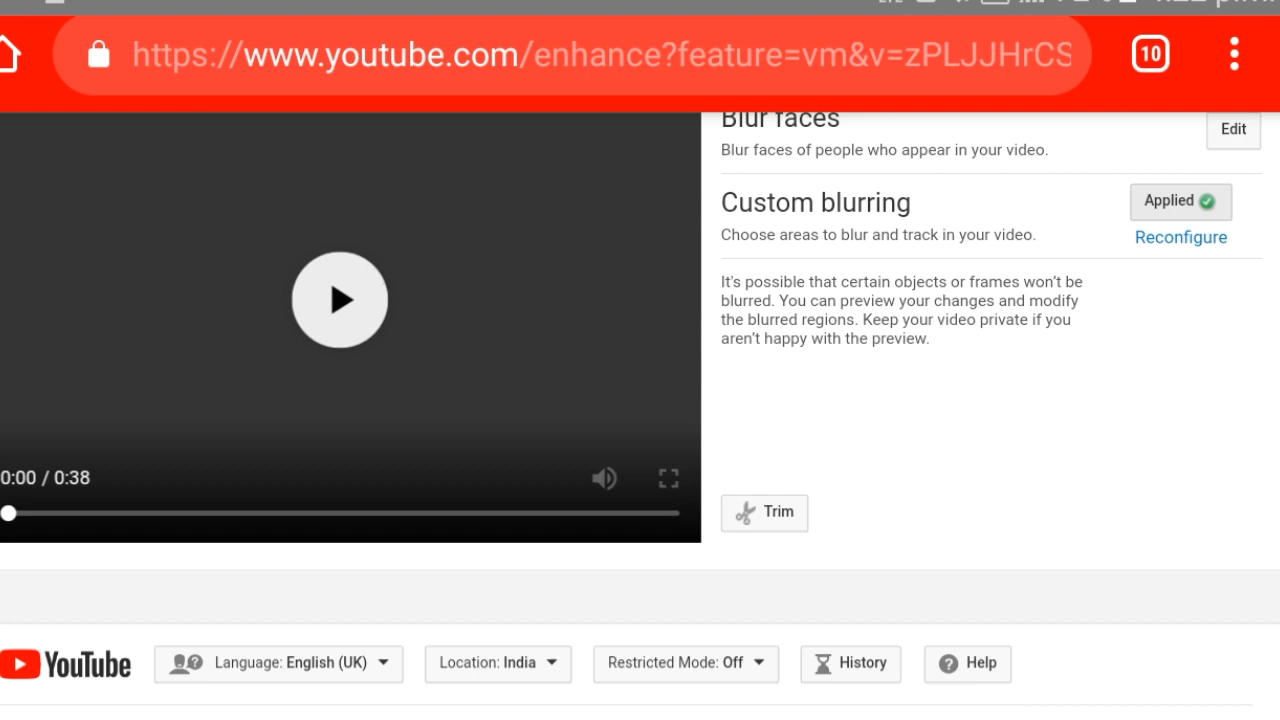 10
https://www.youtube.com/enhance?feature=vm&v=zPLJJHrCS
Blur faces
Edit
Blur faces of people who appear in your video.
Custom blurring
Applied
Choose areas to blur and track in your video.
Reconfigure
It's possible that certain objects or frames won't be
blurred. You can preview your changes and modify
the blurred regions. Keep your video private if you
aren't happy with the preview.
0:00 / 0:38
Trim
YouTube
Language: English (UK)
Location: India
Restricted Mode: Off
History
Help